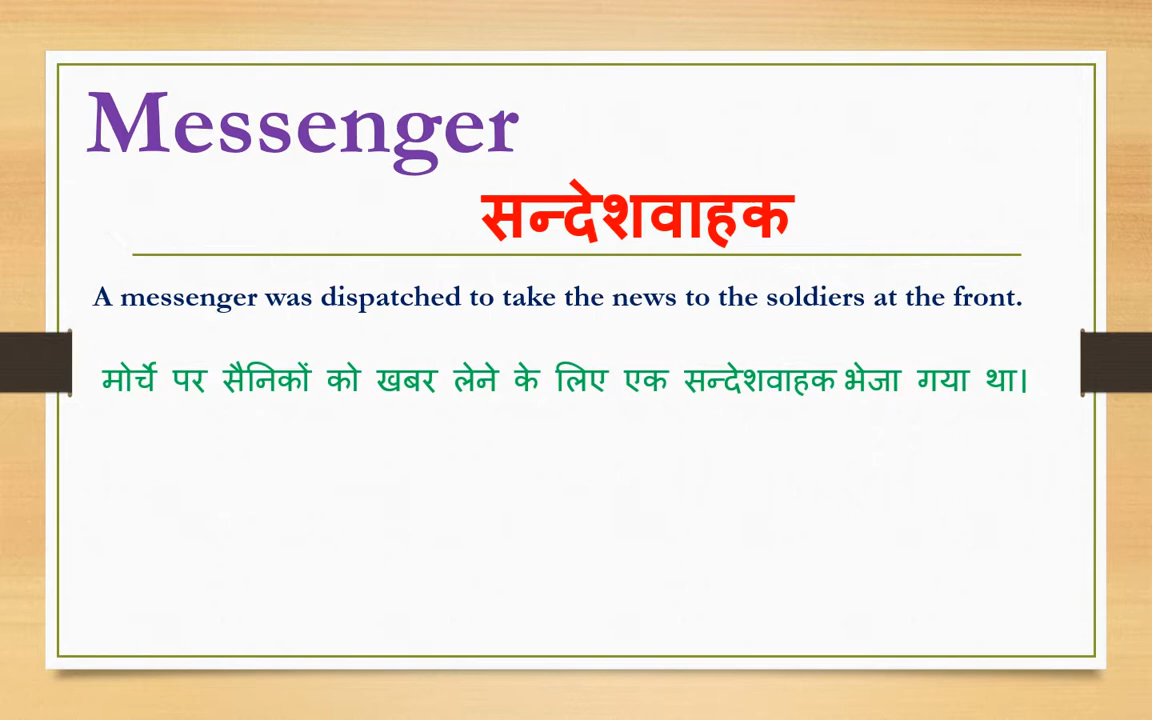 Messenger
सन्देशवाहक
A messenger was dispatched to take the news to the soldiers at the front.
मोर्चे पर सैनिकों को खबर लेने के लिए एक सन्देशवाहक भेजा गया था।